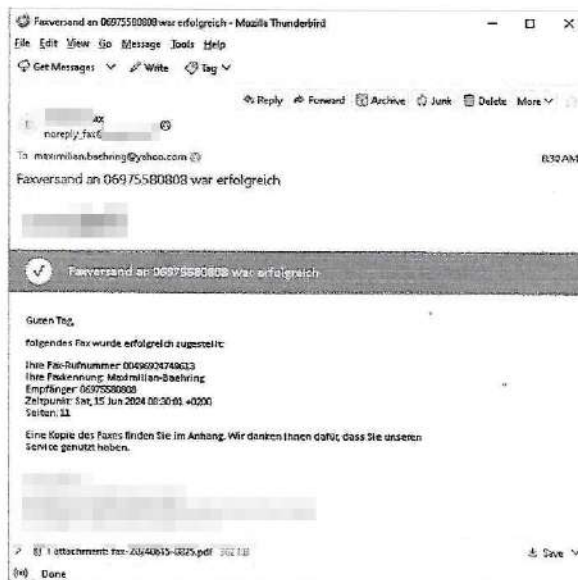 Faxversand an 06975580808 war erfolgreich - Mozilla Thunderbird
File Edit View Go Message Tools Help
Get Messages Write Tag
Reply Forward Archive Junk Delete More
noreply_fax@
To maximilian.baehring@yahoo.com 8:30 AM
Faxversand an 06975580808 war erfolgreich
Faxversand an 06975580808 war erfolgreich
Guten Tag,
folgendes Fax wurde erfolgreich zugestellt:
Ihre Fax-Rufnummer: 00496924749613
Ihre Faxkennung: Maximilian-Baehring
Empfänger: 06975580808
Zeitpunkt: Sat, 15 Jun 2024 08:30:01 +0200
Seiten: 11
Eine Kopie des Faxes finden Sie im Anhang. Wir danken Ihnen dafür, dass Sie unseren
Service genutzt haben.
1 attachment: fax-20240615-0825.pdf Save
Done